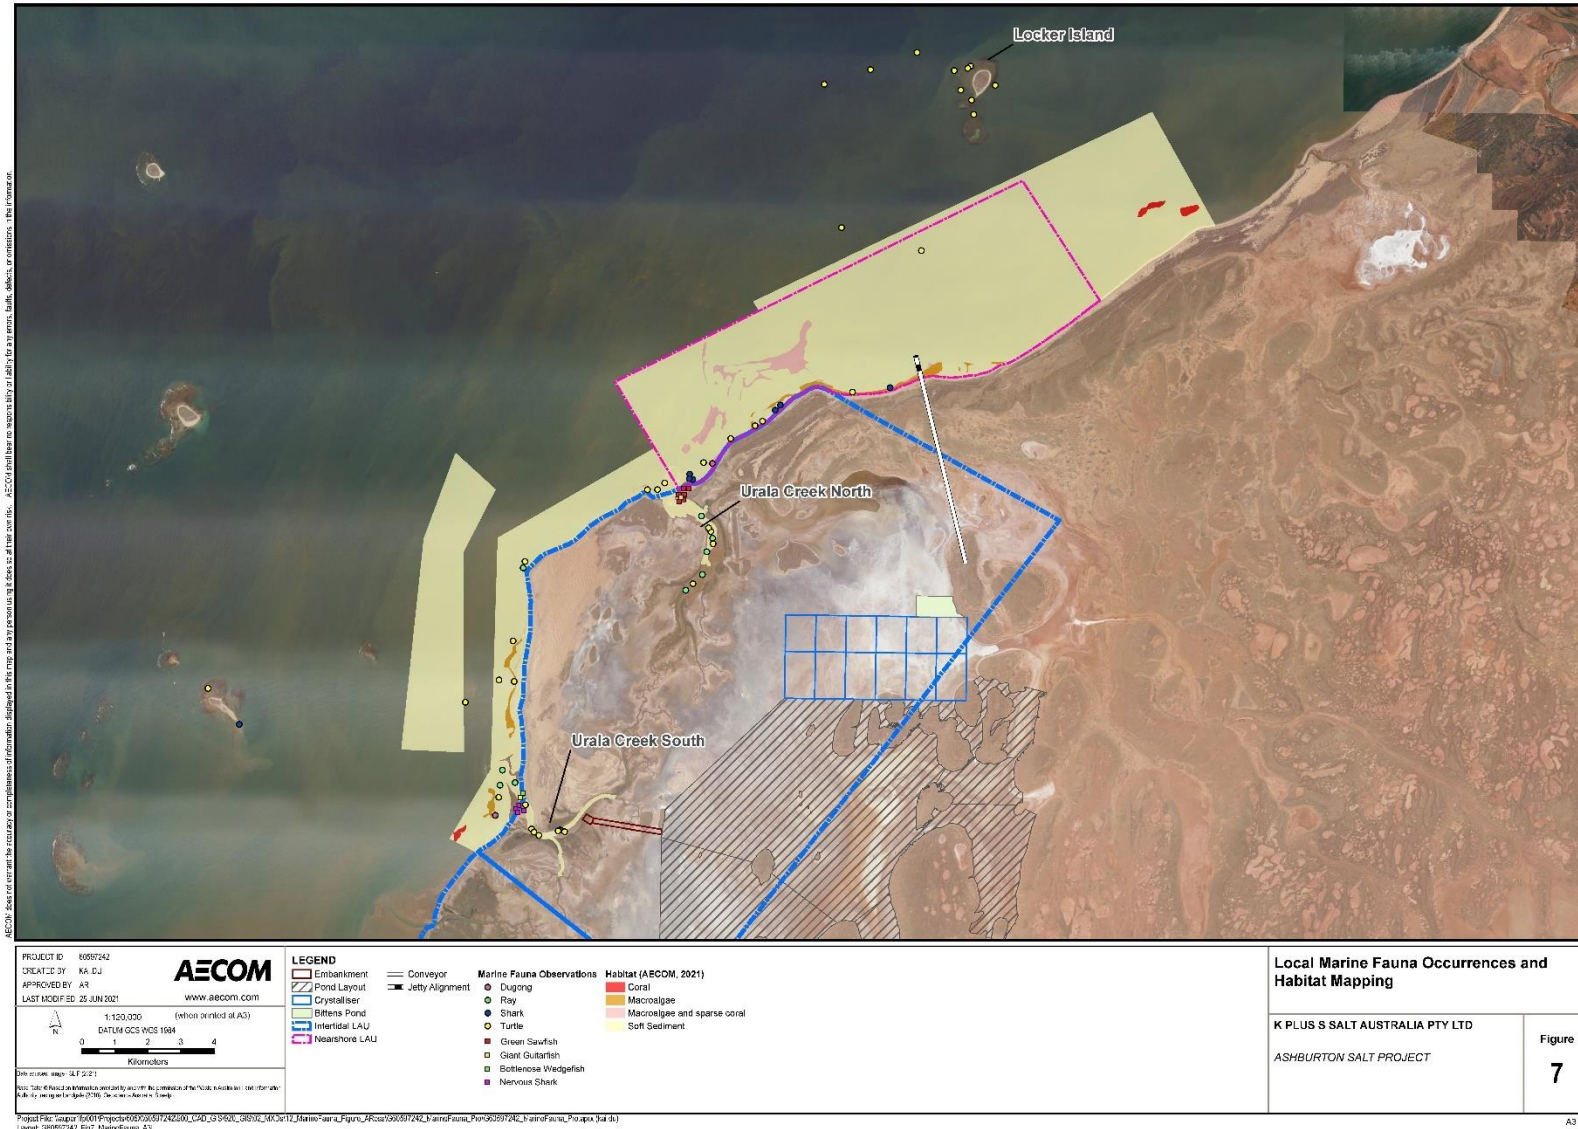 Locker Island
Urala Creek North
Urala Creek South
PROJECT ID 60597242
CREATED BY KA, DJ
APPROVED BY AR
LAST MODIFIED 25 JUN 2021
AECOM
www.aecom.com
1:120,000 (when printed at A3)
DATUM GCS WGS 1984
N
0 1 2 3 4
Kilometers
LEGEND
Embankment
Pond Layout
Crystalliser
Bittens Pond
Intertidal LAU
Nearshore LAU
Conveyor
Jetty Alignment
Marine Fauna Observations
Dugong
Ray
Shark
Turtle
Green Sawfish
Giant Guitarfish
Bottlenose Wedgefish
Nervous Shark
Habitat (AECOM, 2021)
Coral
Macroalgae
Macroalgae and sparse coral
Soft Sediment
Local Marine Fauna Occurrences and
Habitat Mapping
K PLUS S SALT AUSTRALIA PTY LTD
ASHBURTON SALT PROJECT
Figure
7
A3